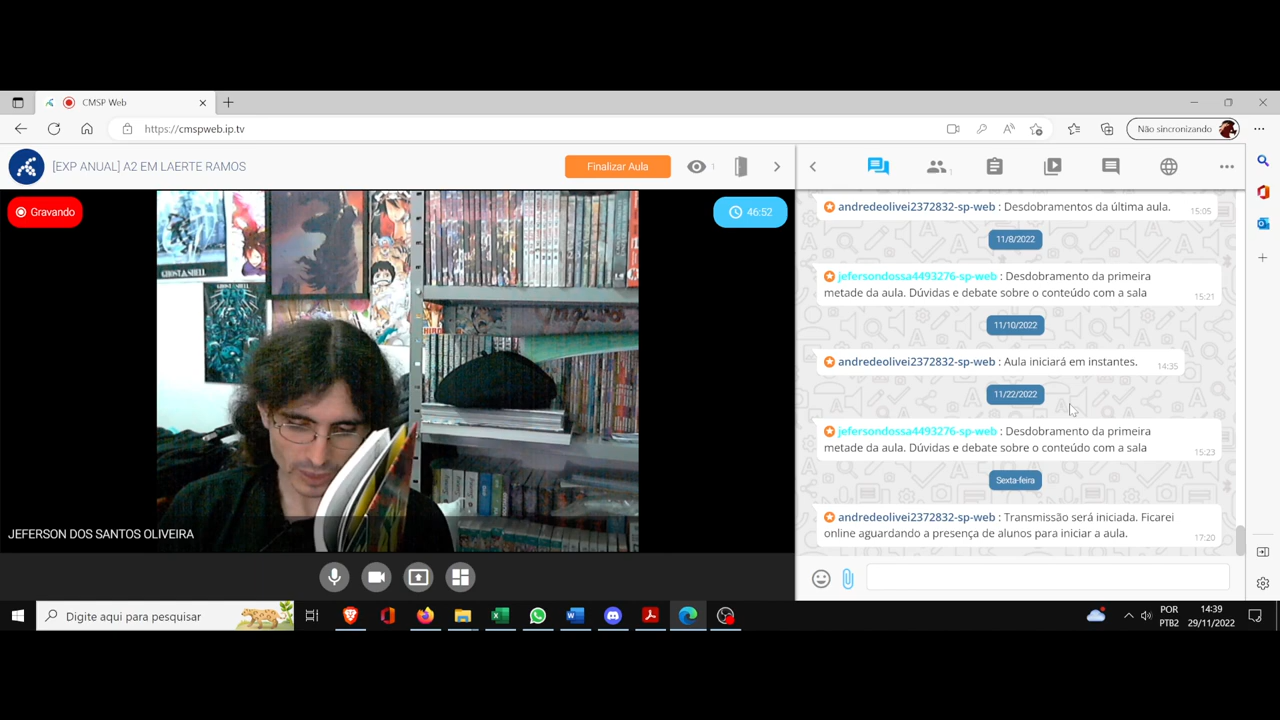 CMSP Web
https://cmspweb.ip.tv
Não sincronizando
[EXP ANUAL] A2 EM LAERTE RAMOS
Finalizar Aula
1
1
Gravando
46:52
GHOST IN THE SHELL
JEFERSON DOS SANTOS OLIVEIRA
andredeolivei2372832-sp-web : Desdobramentos da última aula.
15:05
11/8/2022
jefersondossa4493276-sp-web : Desdobramento da primeira
metade da aula. Dúvidas e debate sobre o conteúdo com a sala
15:21
11/10/2022
andredeolivei2372832-sp-web : Aula iniciará em instantes.
14:35
11/22/2022
jefersondossa4493276-sp-web : Desdobramento da primeira
metade da aula. Dúvidas e debate sobre o conteúdo com a sala
15:23
Sexta-feira
andredeolivei2372832-sp-web : Transmissão será iniciada. Ficarei
online aguardando a presença de alunos para iniciar a aula.
17:20
Digite aqui para pesquisar
POR
PTB2
14:39
29/11/2022